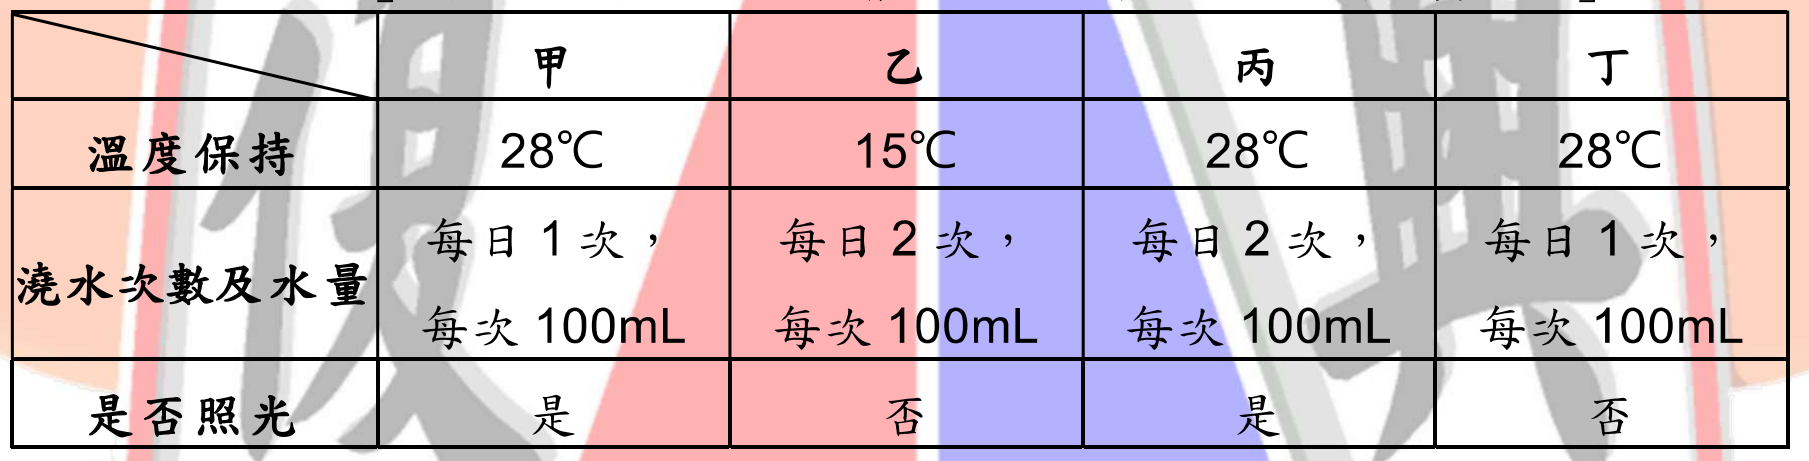 甲 乙 丙 丁
溫度保持 28℃ 15℃ 28℃ 28℃
澆水次數及水量 每日 1 次， 每日 2 次， 每日 2 次， 每日 1 次，
每次 100mL 每次 100mL 每次 100mL 每次 100mL
是否照光 是 否 是 否
復興